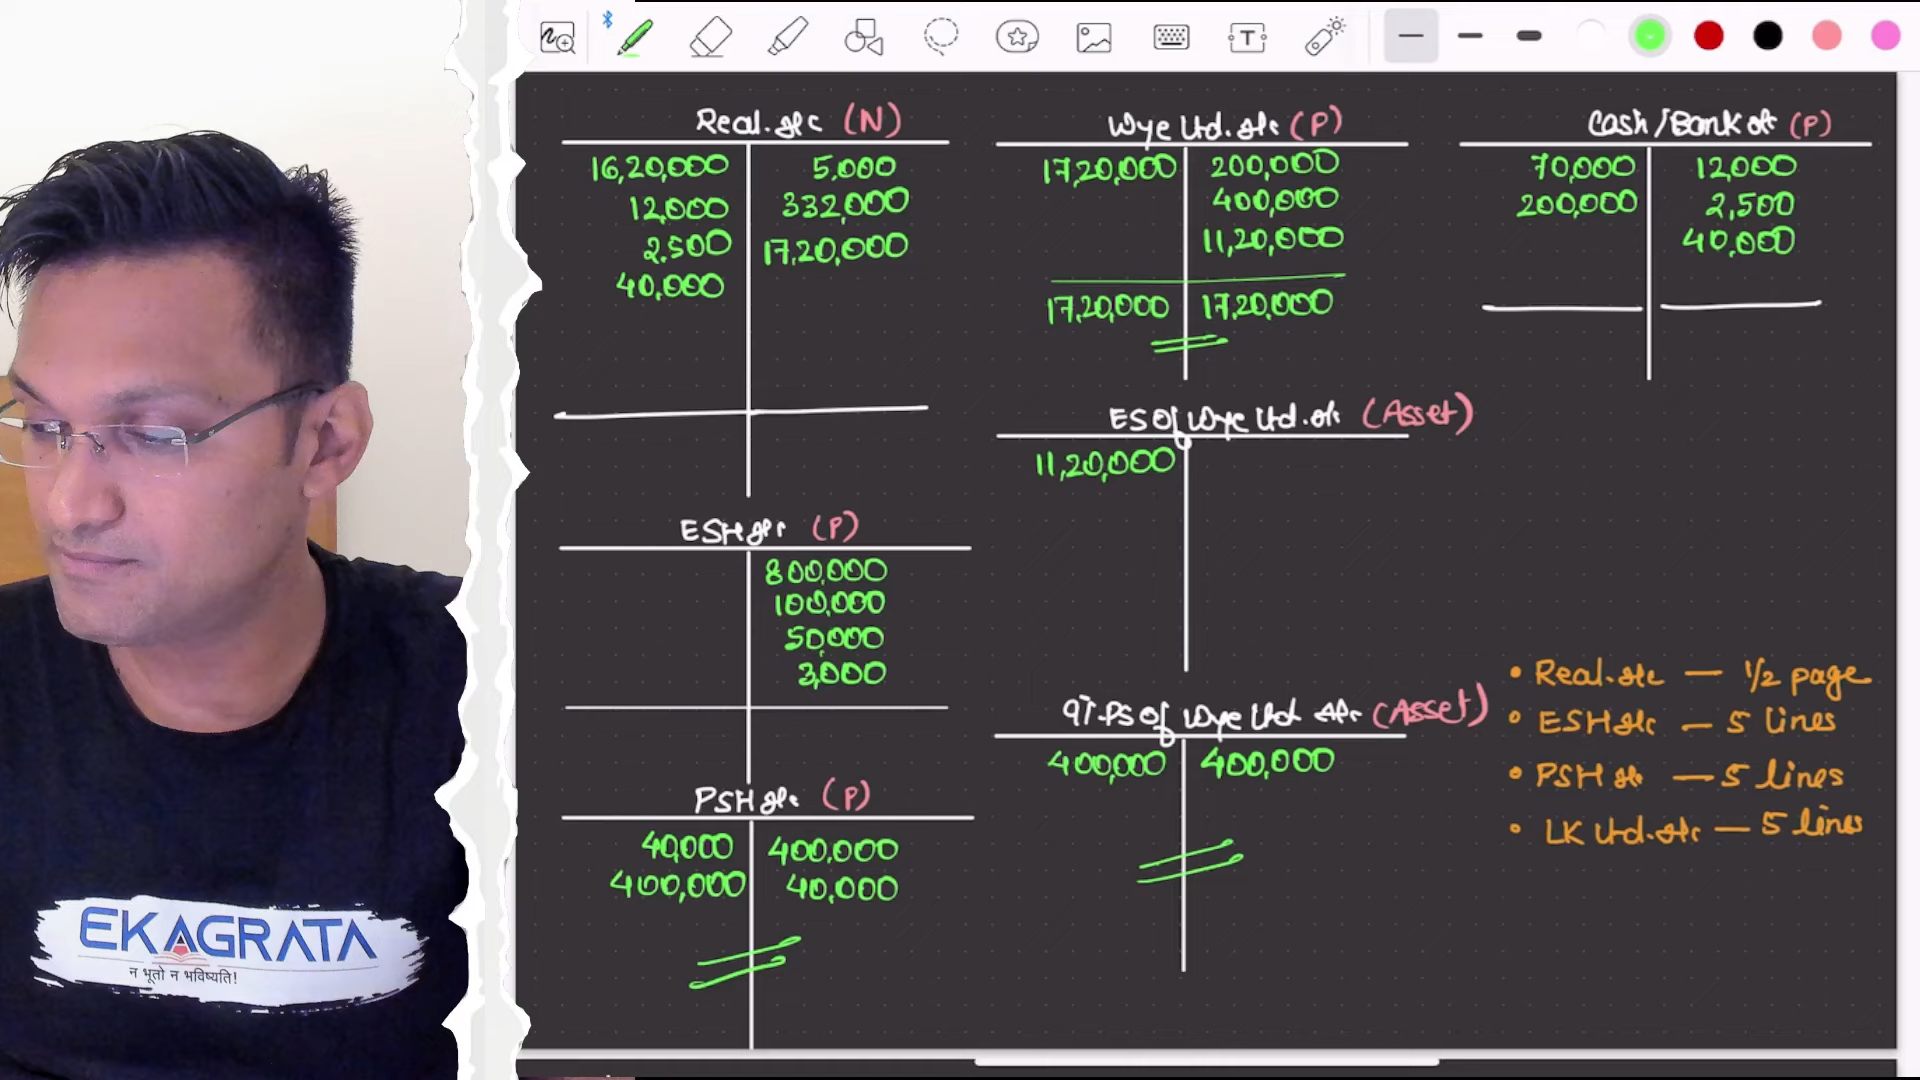 Real. a/c (N)
16,20,000 5,000
12,000 332,000
2,500 17,20,000
40,000
ESH a/c (P)
800,000
100,000
50,000
3,000
PSH a/c (P)
40,000 400,000
400,000 40,000
Wye Ltd. a/c (P)
17,20,000 200,000
400,000
11,20,000
17,20,000 17,20,000
ES of Wye Ltd. a/c (Asset)
11,20,000
9% PS of Wye Ltd a/c (Asset)
400,000 400,000
Cash/Bank a/c (P)
70,000 12,000
200,000 2,500
40,000
• Real. a/c — 1/2 page
• ESH a/c — 5 lines
• PSH a/c — 5 lines
• LK Ltd. a/c — 5 lines
EKAGRATA
न भूतो न भविष्यति!
T